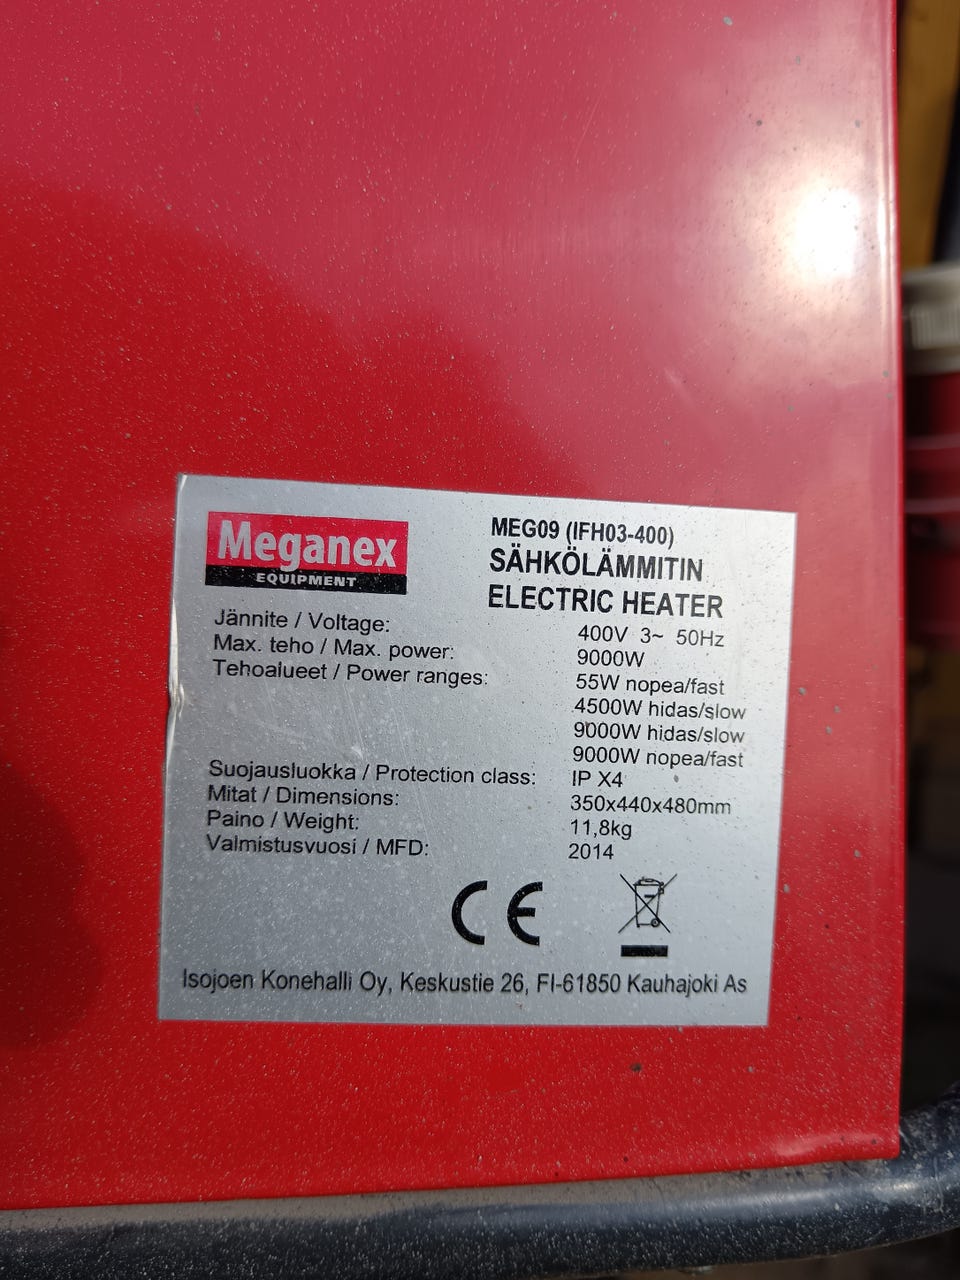 Meganex
EQUIPMENT
MEG09 (IFH03-400)
SÄHKÖLÄMMITIN
ELECTRIC HEATER
Jännite / Voltage: 400V 3~ 50Hz
Max. teho / Max. power: 9000W
Tehoalueet / Power ranges: 55W nopea/fast
4500W hidas/slow
9000W hidas/slow
9000W nopea/fast
Suojausluokka / Protection class: IP X4
Mitat / Dimensions: 350x440x480mm
Paino / Weight: 11,8kg
Valmistusvuosi / MFD: 2014
CE
Isojoen Konehalli Oy, Keskustie 26, FI-61850 Kauhajoki As